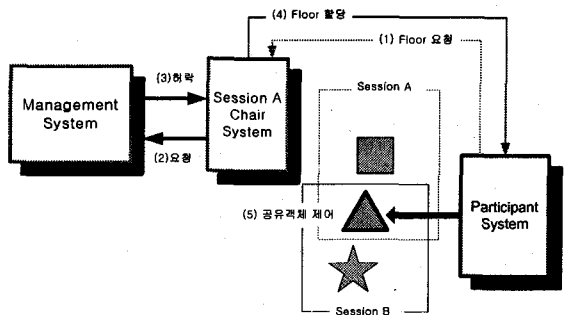 (4) Floor 할당
(1) Floor 요청
Management
System
(3)허락
(2)요청
Session A
Chair
System
Session A
(5) 공유객체 제어
Participant
System
Session B